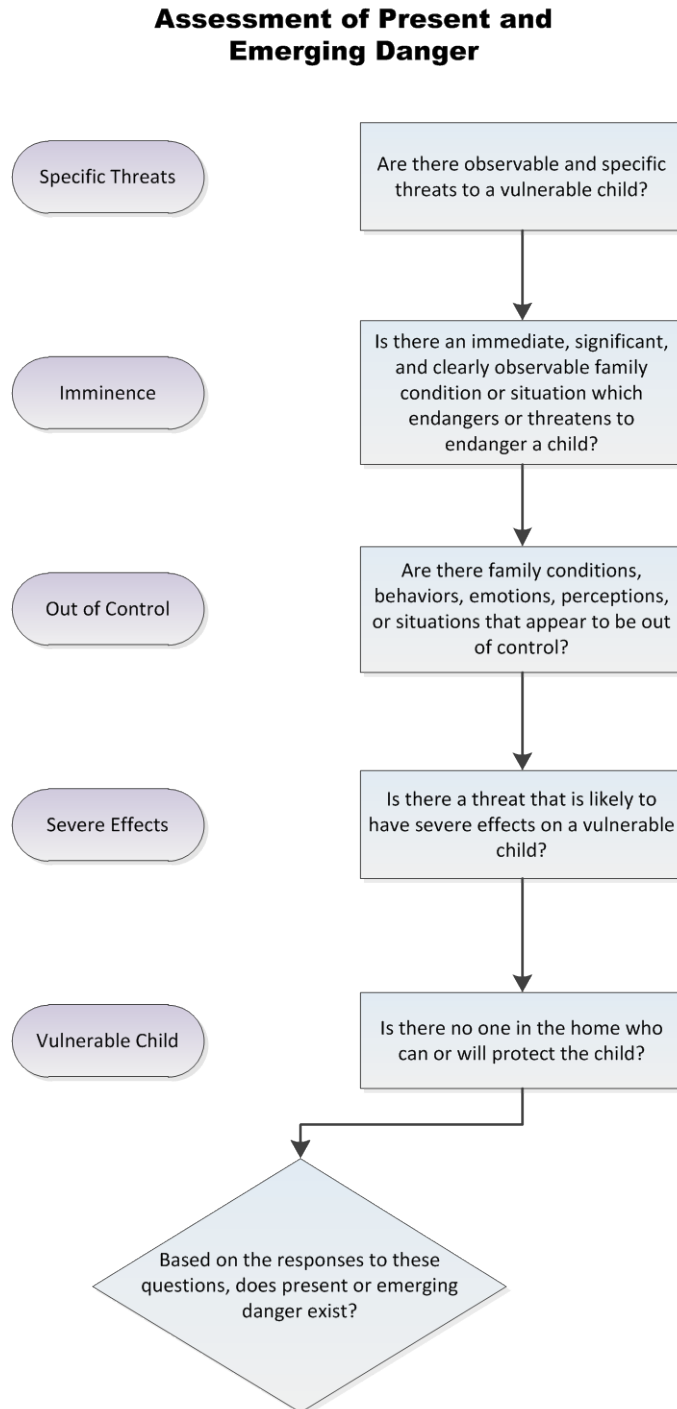 Assessment of Present and
Emerging Danger
Specific Threats
Are there observable and specific
threats to a vulnerable child?
Imminence
Is there an immediate, significant,
and clearly observable family
condition or situation which
endangers or threatens to
endanger a child?
Out of Control
Are there family conditions,
behaviors, emotions, perceptions,
or situations that appear to be out
of control?
Severe Effects
Is there a threat that is likely to
have severe effects on a vulnerable
child?
Vulnerable Child
Is there no one in the home who
can or will protect the child?
Based on the responses to these
questions, does present or emerging
danger exist?